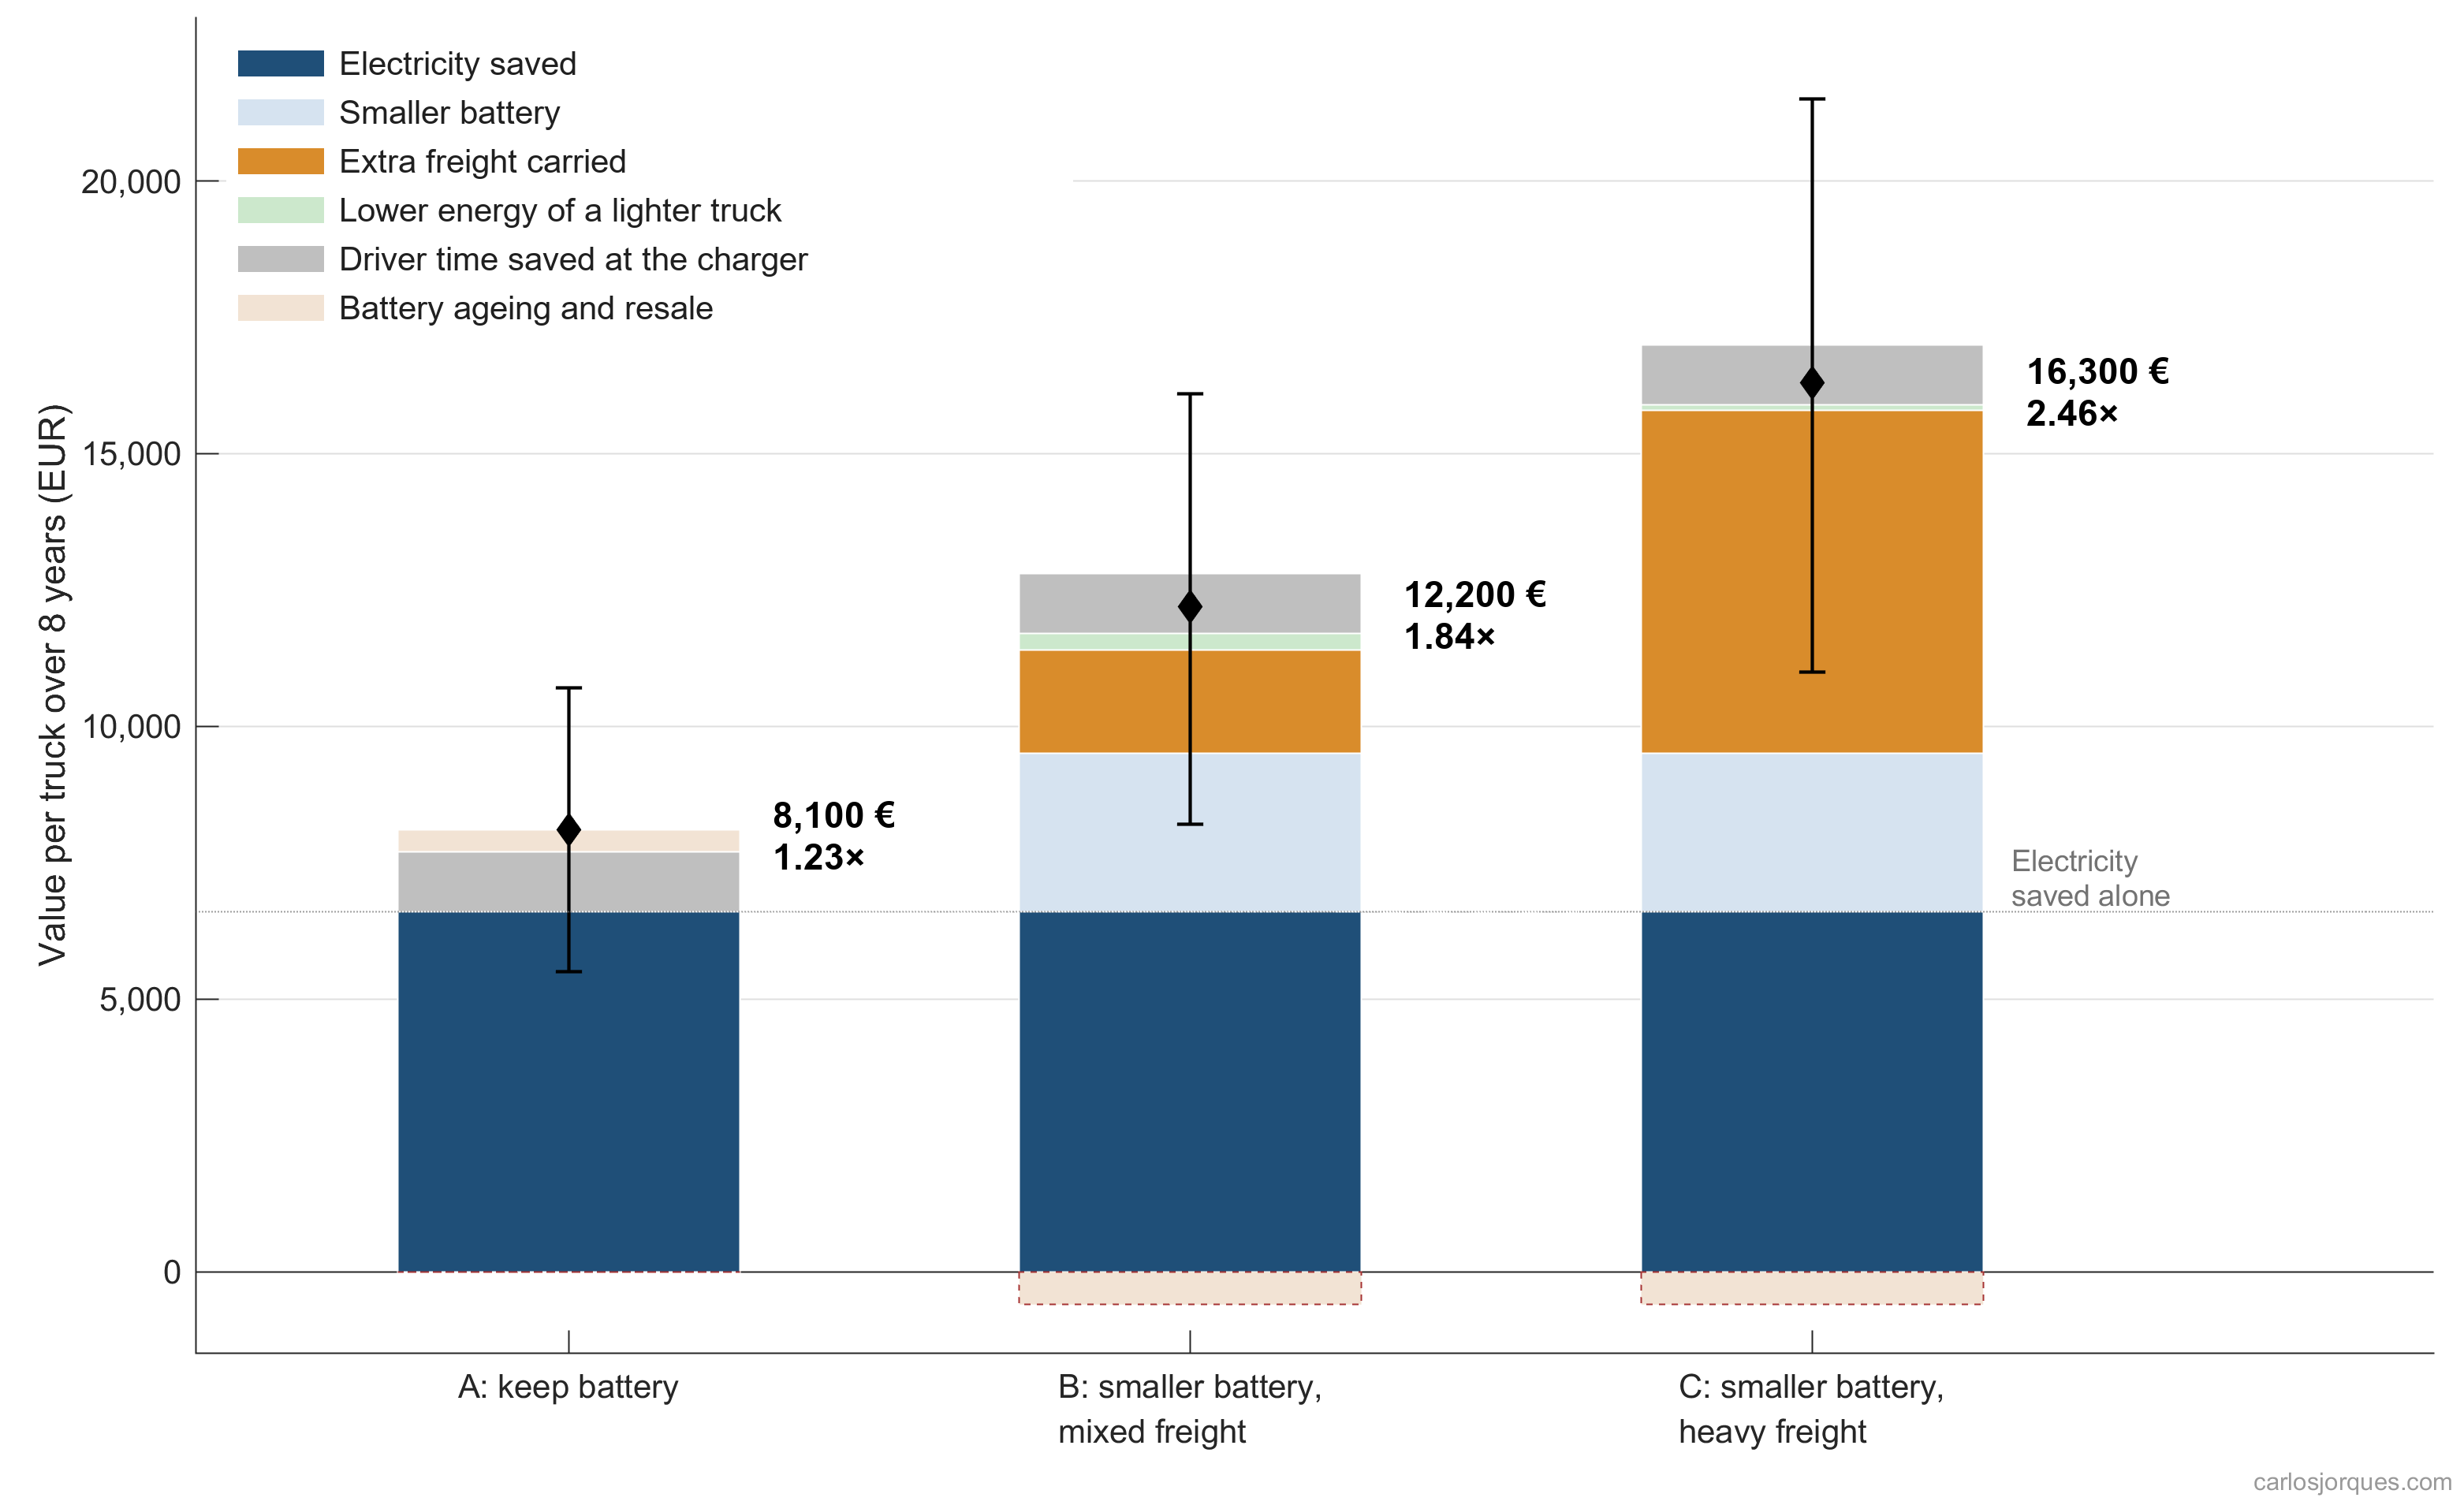 Electricity saved
Smaller battery
Extra freight carried
Lower energy of a lighter truck
Driver time saved at the charger
Battery ageing and resale
Value per truck over 8 years (EUR)
20,000
15,000
10,000
5,000
0
8,100 €
1.23×
12,200 €
1.84×
16,300 €
2.46×
Electricity
saved alone
A: keep battery
B: smaller battery,
mixed freight
C: smaller battery,
heavy freight
carlosjorques.com